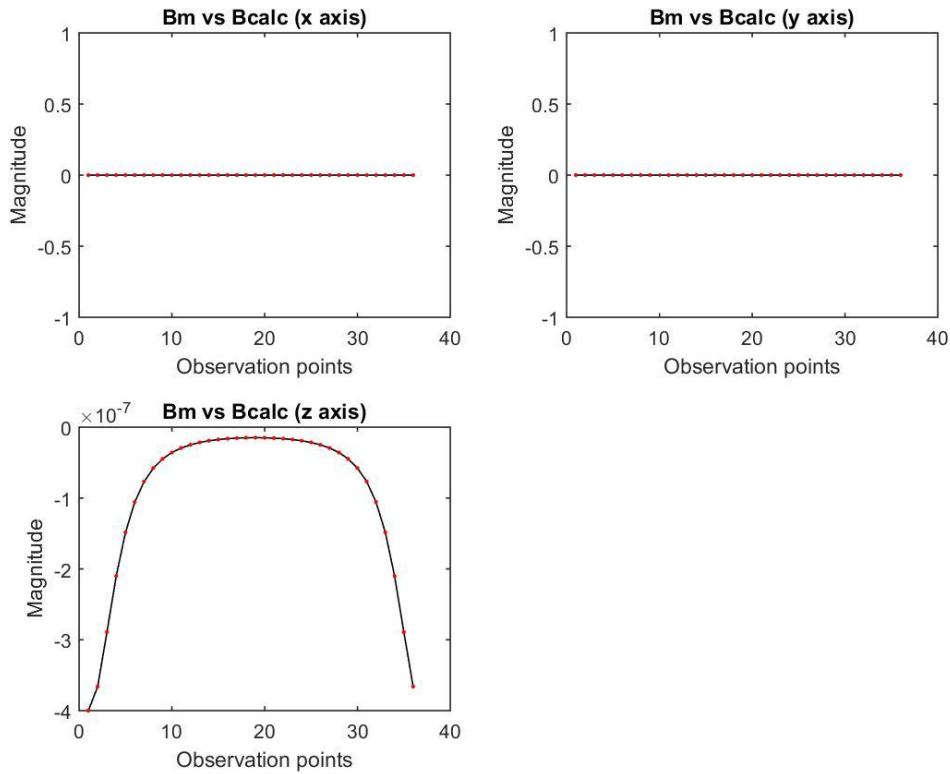 Bm vs Bcalc (x axis)
1
0.5
0
-0.5
-1
Magnitude
0 10 20 30 40
Observation points
Bm vs Bcalc (y axis)
1
0.5
0
-0.5
-1
Magnitude
0 10 20 30 40
Observation points
×10^-7
Bm vs Bcalc (z axis)
0
-1
-2
-3
-4
Magnitude
0 10 20 30 40
Observation points